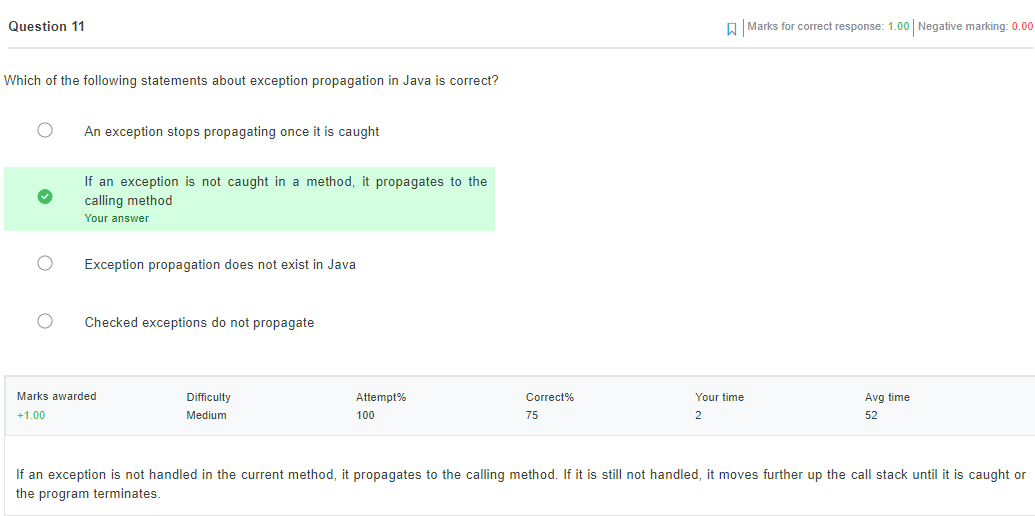 Question 11
Marks for correct response: 1.00 Negative marking: 0.00
Which of the following statements about exception propagation in Java is correct?
An exception stops propagating once it is caught
If an exception is not caught in a method, it propagates to the
calling method
Your answer
Exception propagation does not exist in Java
Checked exceptions do not propagate
Marks awarded Difficulty Attempt% Correct% Your time Avg time
+1.00 Medium 100 75 2 52
If an exception is not handled in the current method, it propagates to the calling method. If it is still not handled, it moves further up the call stack until it is caught or
the program terminates.